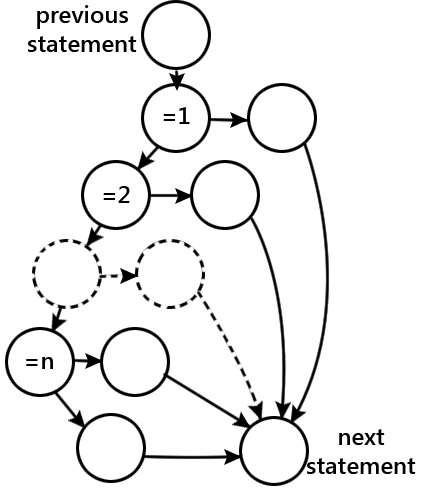 previous
statement
=1
=2
=n
next
statement